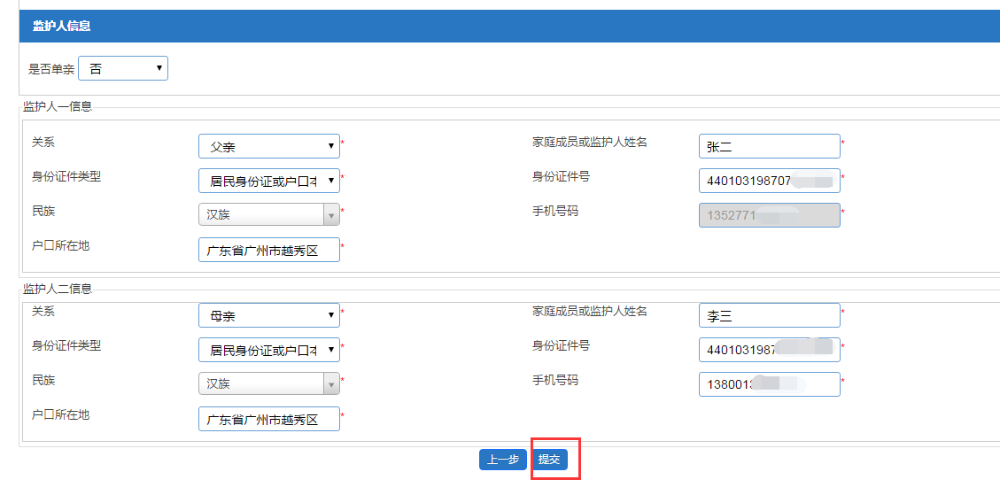 监护人信息
是否单亲 否
监护人一信息
关系 父亲 * 家庭成员或监护人姓名 张二 *
身份证件类型 居民身份证或户口本 * 身份证件号 440103198707 *
民族 汉族 * 手机号码 1352771 *
户口所在地 广东省广州市越秀区 *
监护人二信息
关系 母亲 * 家庭成员或监护人姓名 李三 *
身份证件类型 居民身份证或户口本 * 身份证件号 4401031987 *
民族 汉族 * 手机号码 138001 *
户口所在地 广东省广州市越秀区 *
上一步 提交